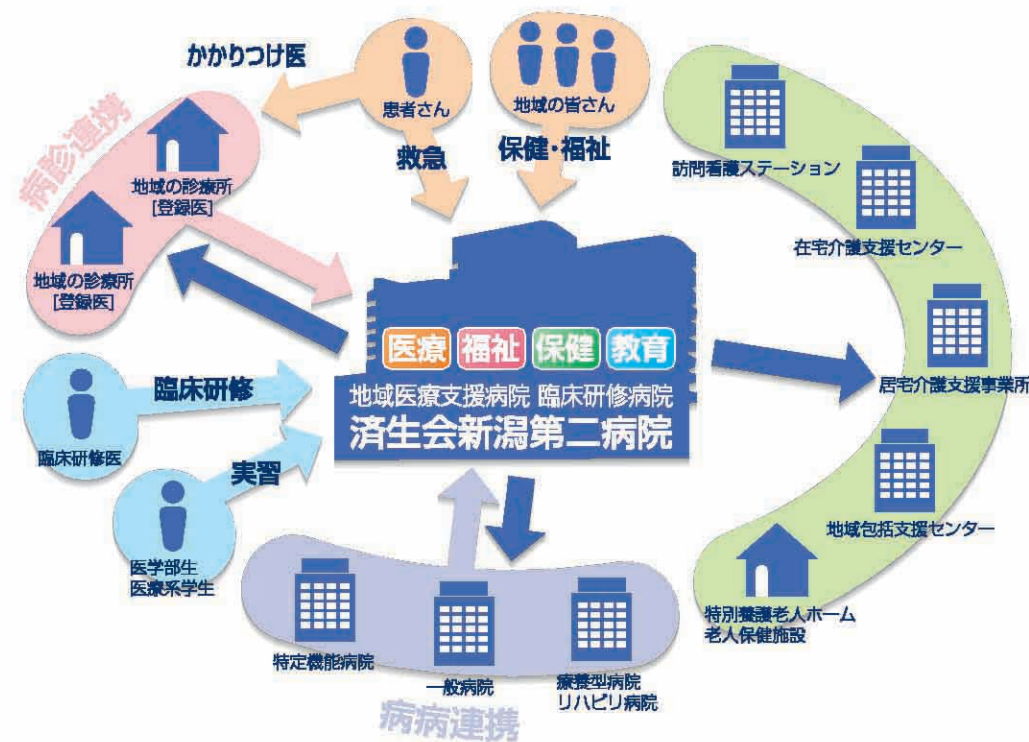 かかりつけ医
患者さん
地域の皆さん
救急
保健・福祉
病診連携
地域の診療所
[登録医]
地域の診療所
[登録医]
訪問看護ステーション
在宅介護支援センター
居宅介護支援事業所
地域包括支援センター
特別養護老人ホーム
老人保健施設
医療 福祉 保健 教育
地域医療支援病院 臨床研修病院
済生会新潟第二病院
臨床研修
臨床研修医
実習
医学部生
医療系学生
特定機能病院
一般病院
療養型病院
リハビリ病院
病病連携